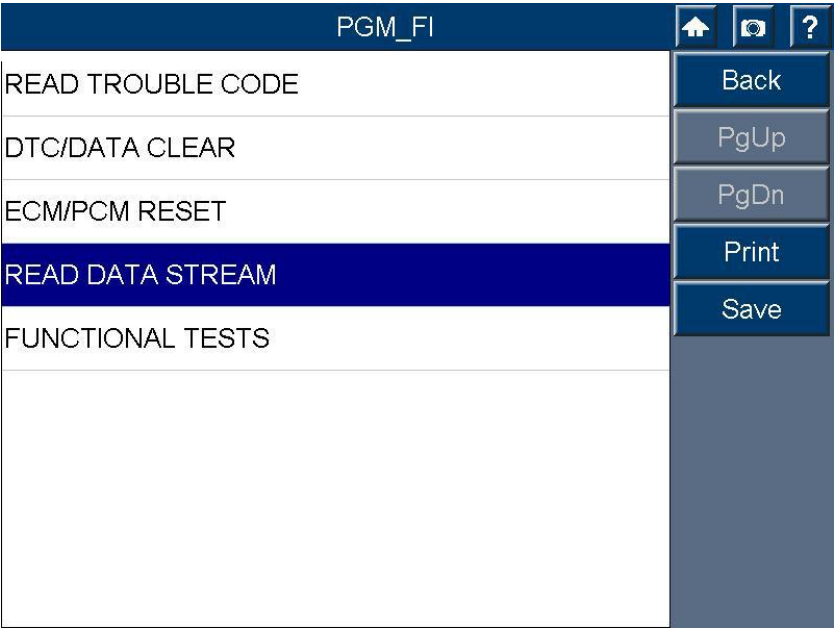 PGM_FI
?
READ TROUBLE CODE
DTC/DATA CLEAR
ECM/PCM RESET
READ DATA STREAM
FUNCTIONAL TESTS
Back
PgUp
PgDn
Print
Save